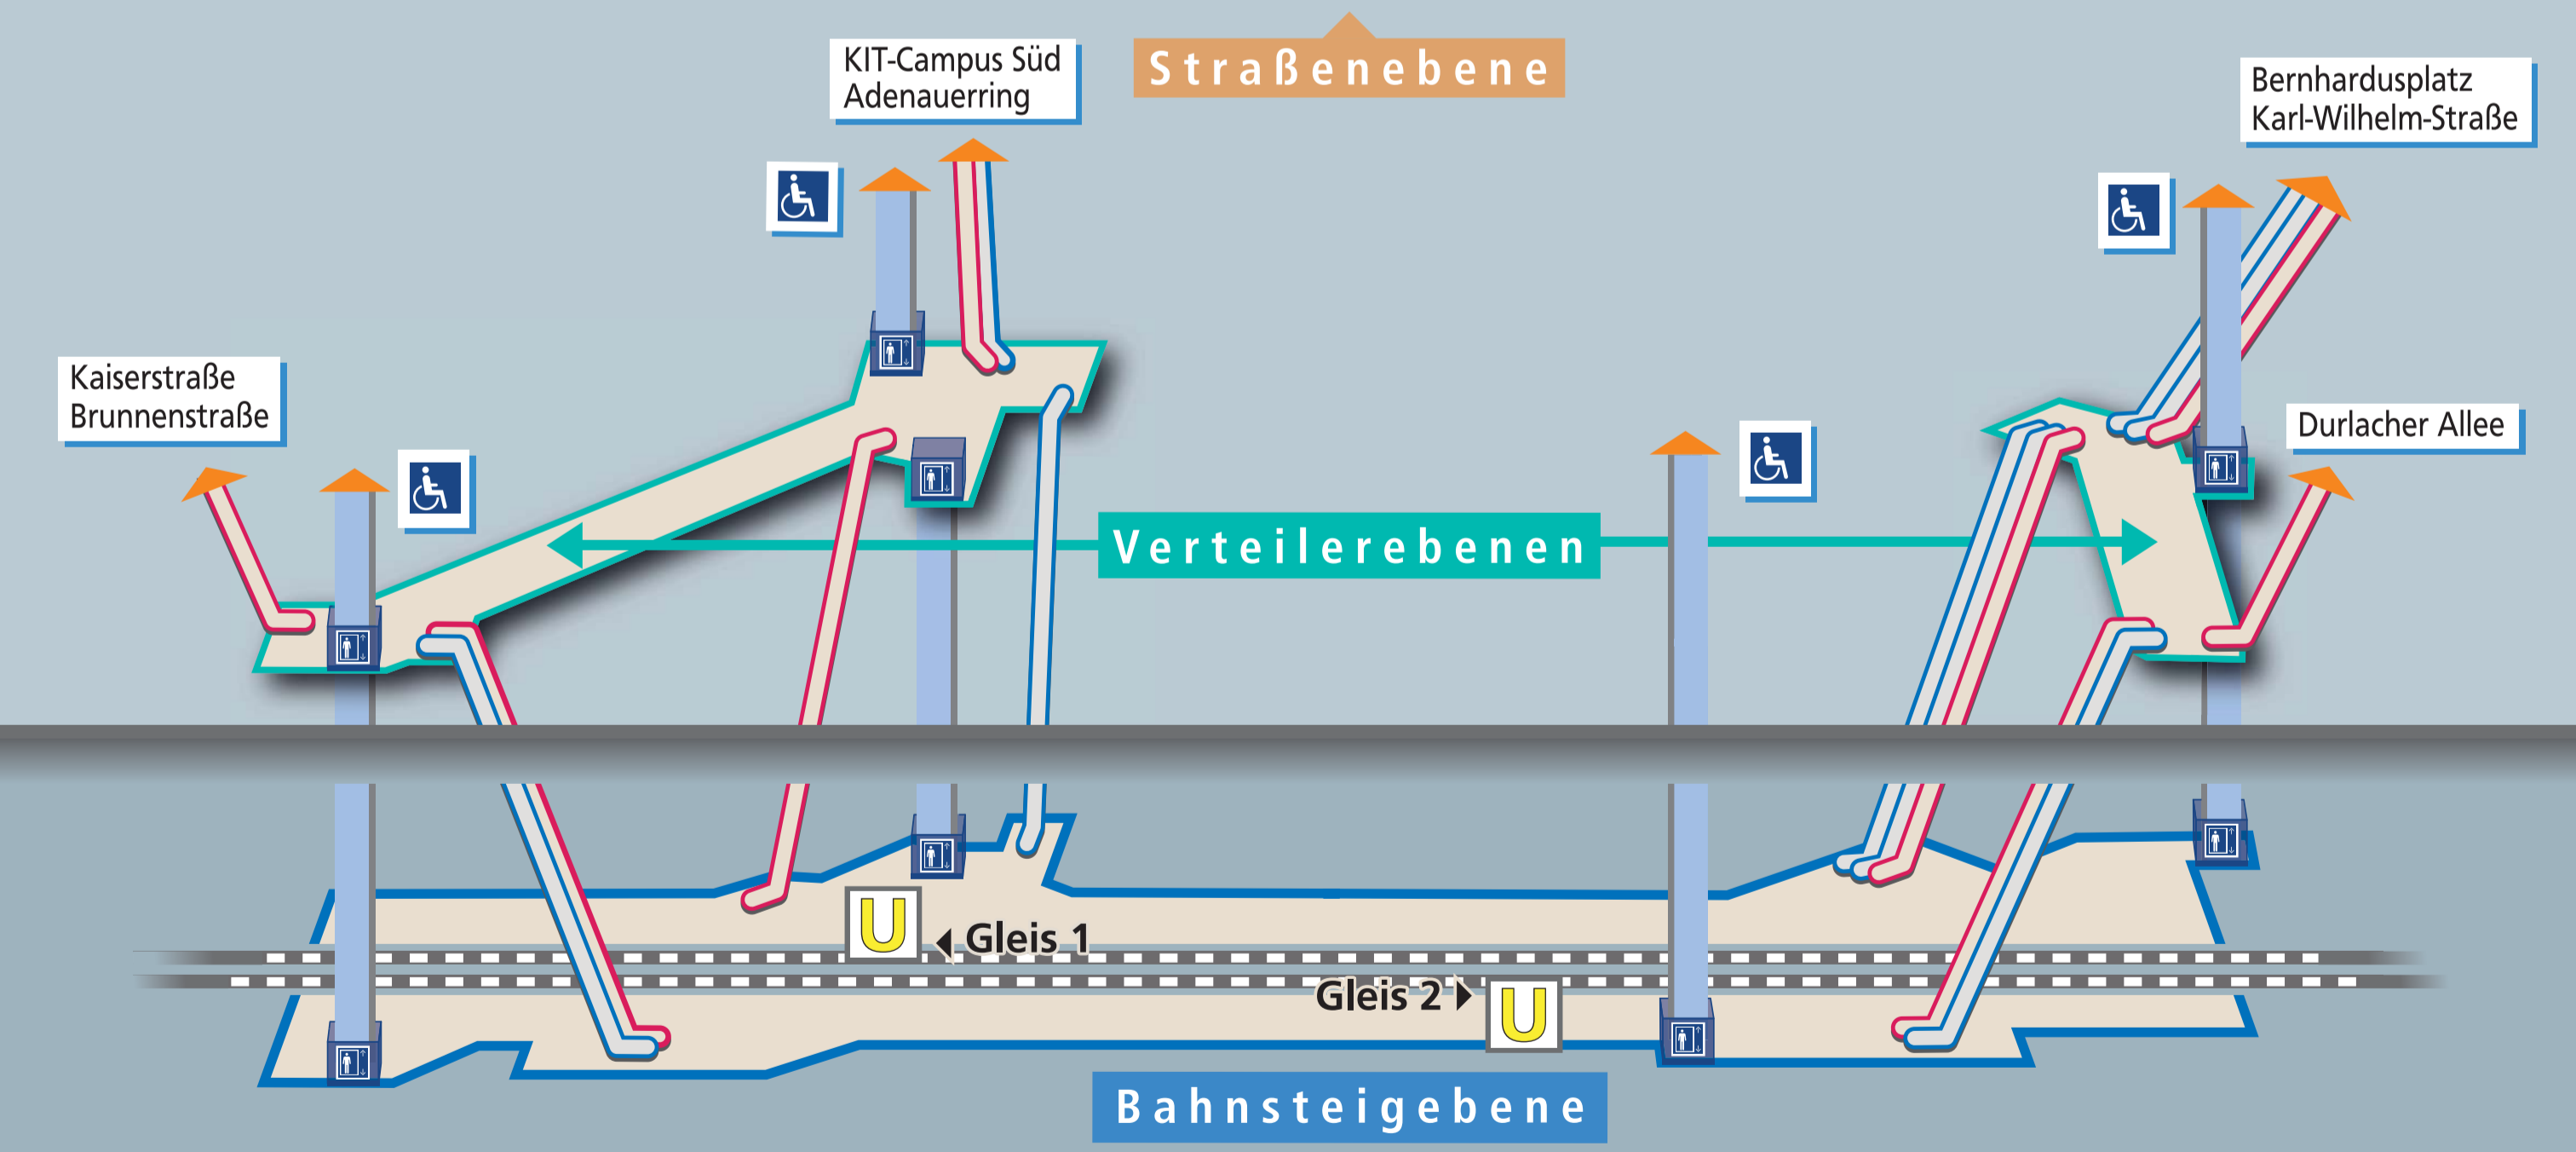 Straßenebene
KIT-Campus Süd
Adenauerring
Bernhardusplatz
Karl-Wilhelm-Straße
Kaiserstraße
Brunnenstraße
Durlacher Allee
Verteilerebenen
U
Gleis 1
Gleis 2
U
Bahnsteigebene